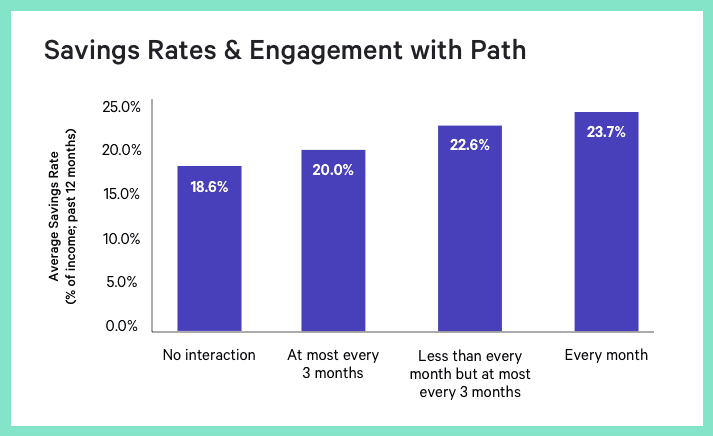 Savings Rates & Engagement with Path
Average Savings Rate
(% of income; past 12 months)
25.0%
20.0%
15.0%
10.0%
5.0%
0.0%
18.6%
20.0%
22.6%
23.7%
No interaction
At most every
3 months
Less than every
month but at most
every 3 months
Every month